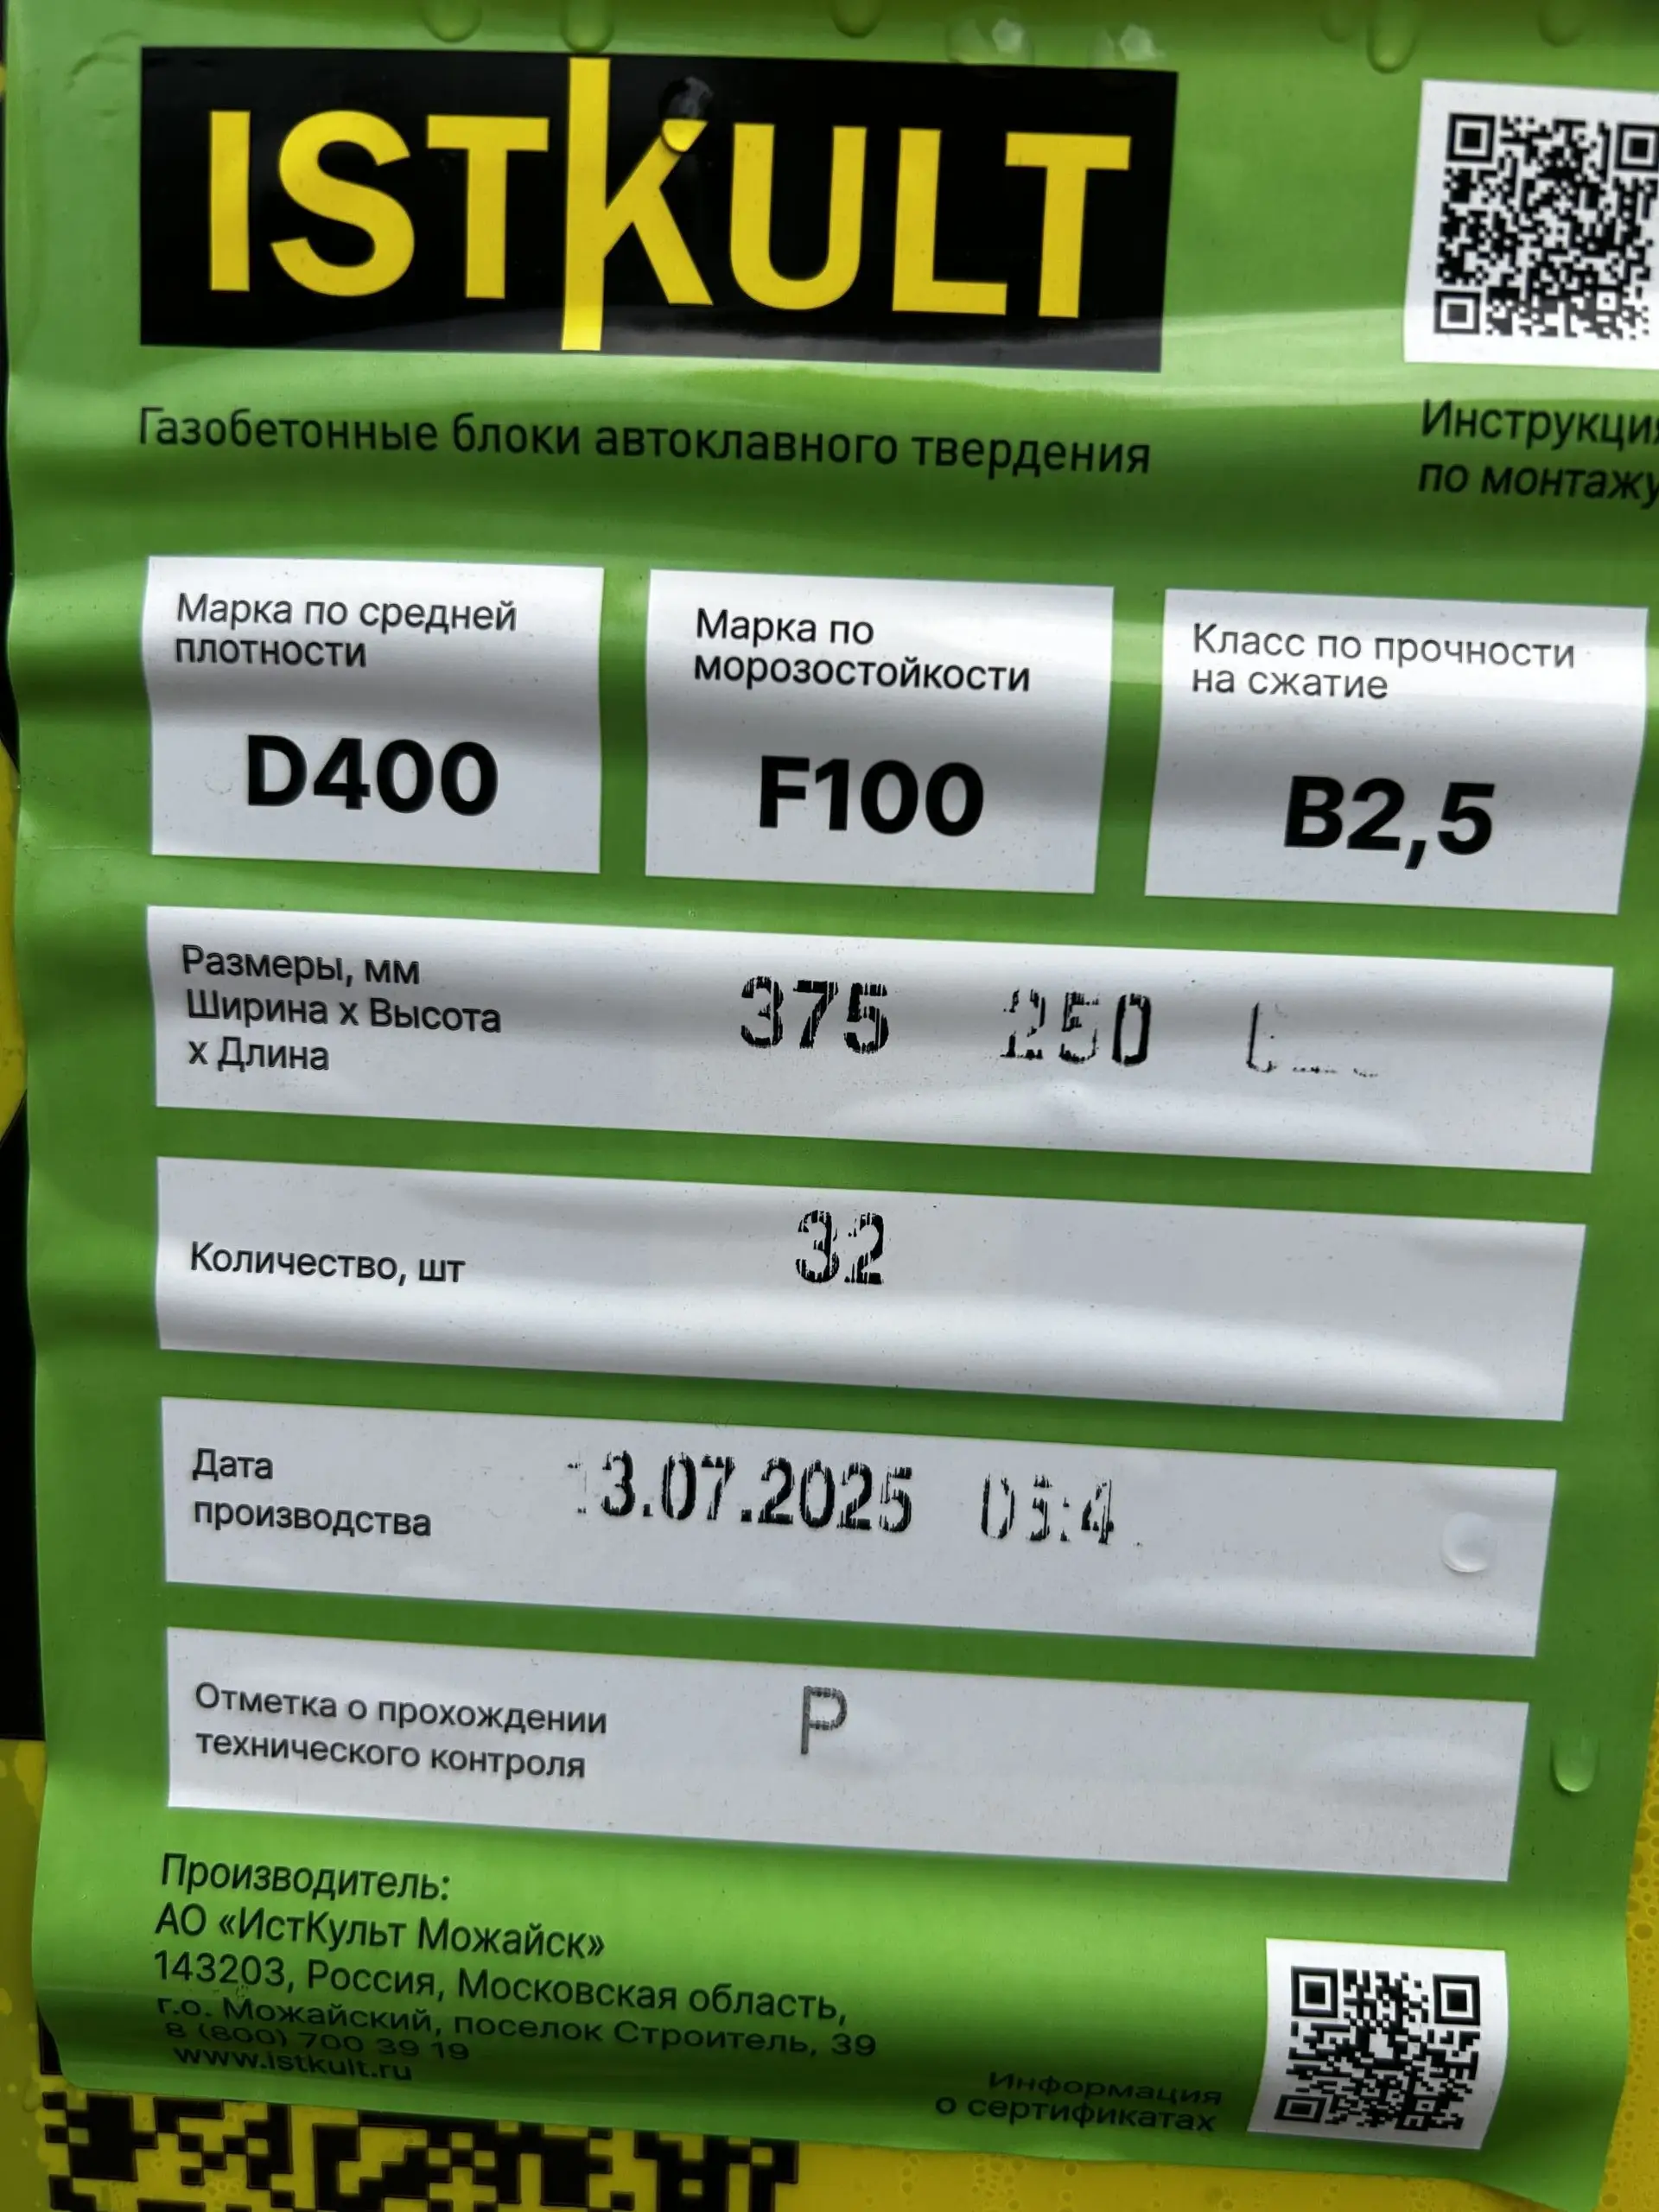 ISTKULT
Газобетонные блоки автоклавного твердения
Инструкция
по монтажу
Марка по средней
плотности
D400
Марка по
морозостойкости
F100
Класс по прочности
на сжатие
B2,5
Размеры, мм
Ширина х Высота
х Длина
375 250
Количество, шт
32
Дата
производства
13.07.2025
Отметка о прохождении
технического контроля
P
Производитель:
АО «ИстКульт Можайск»
143203, Россия, Московская область,
г.о. Можайский, поселок Строитель, 39
8 (800) 700 39 19
www.istkult.ru
Информация
о сертификатах